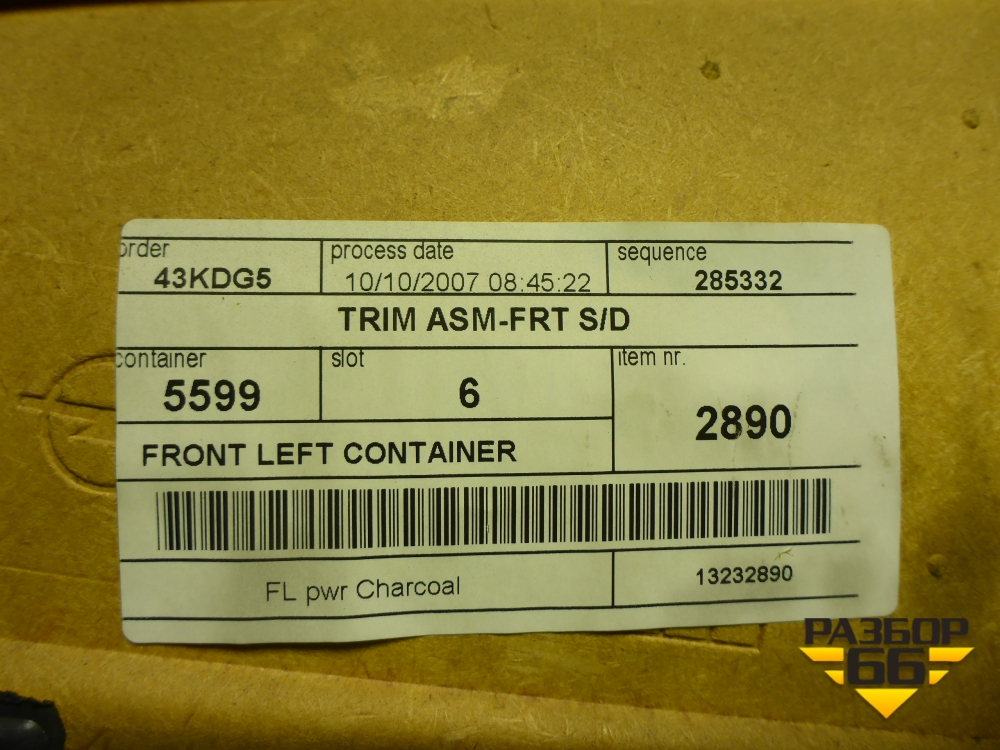 order process date sequence
43KDG5 10/10/2007 08:45:22 285332
TRIM ASM-FRT S/D
container slot item nr.
5599 6 2890
FRONT LEFT CONTAINER
FL pwr Charcoal 13232890
РАЗБОР
66